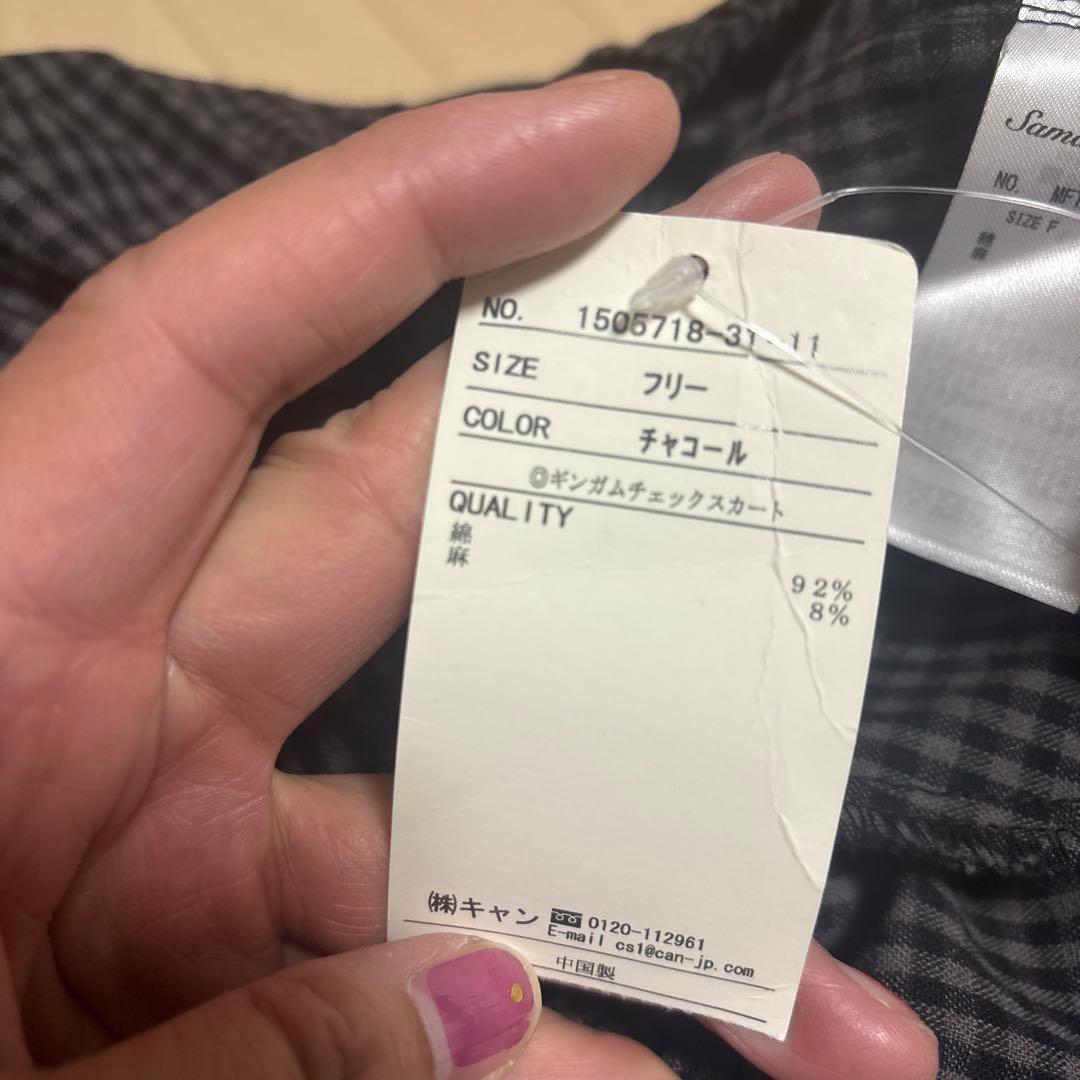 NO. 1505718-31-11
SIZE フリー
COLOR チャコール
◎ギンガムチェックスカート
QUALITY
綿 92%
麻 8%
㈱キャン 0120-112961
E-mail cs1@can-jp.com
中国製
NO.
SIZE F
綿
麻